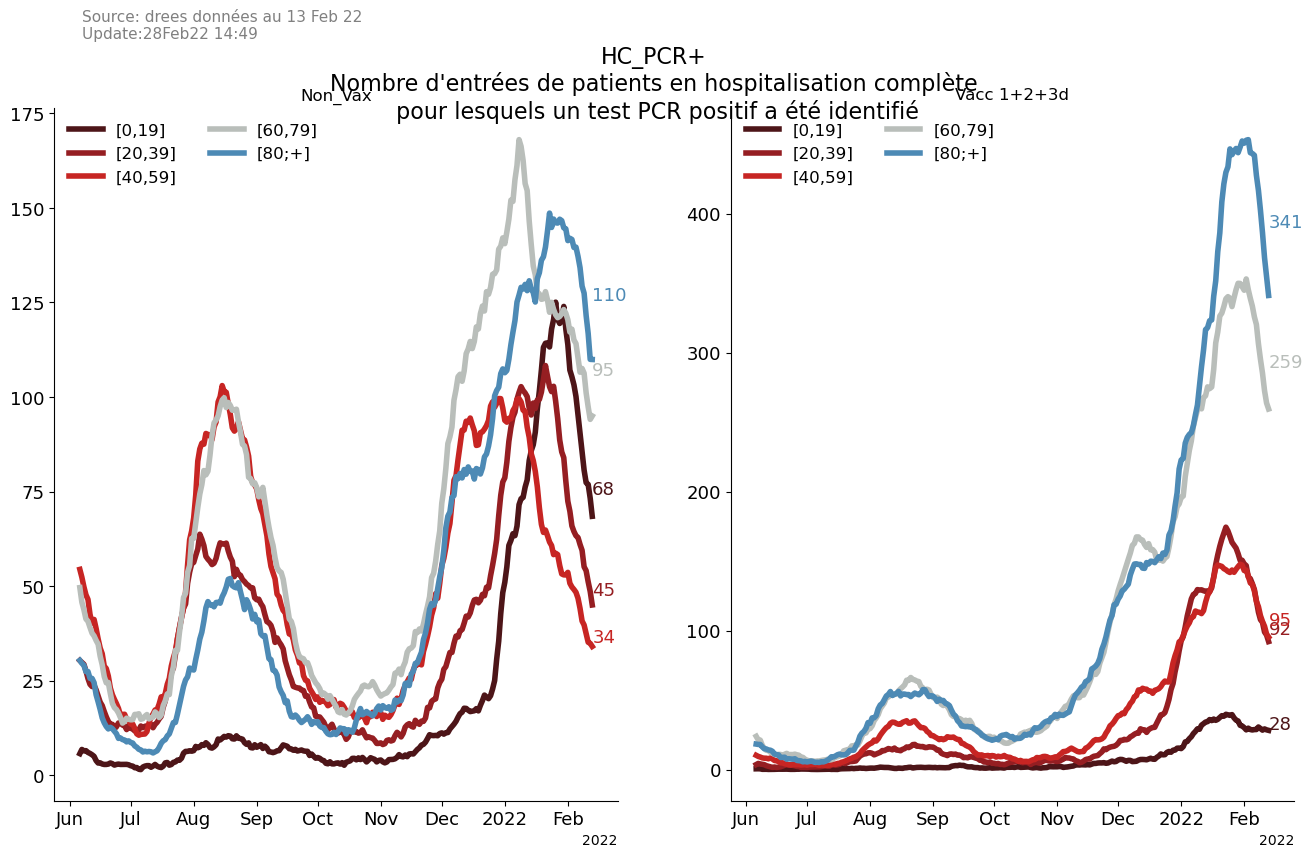 Source: drees données au 13 Feb 22
Update:28Feb22 14:49
HC_PCR+
Nombre d'entrées de patients en hospitalisation complète
pour lesquels un test PCR positif a été identifié
Non_Vax
[0,19]
[20,39]
[40,59]
[60,79]
[80;+]
175
150
125
100
75
50
25
0
110
95
68
45
34
Jun
Jul
Aug
Sep
Oct
Nov
Dec
2022
Feb
2022
Vacc 1+2+3d
[0,19]
[20,39]
[40,59]
[60,79]
[80;+]
400
300
200
100
0
341
259
95
92
28
Jun
Jul
Aug
Sep
Oct
Nov
Dec
2022
Feb
2022